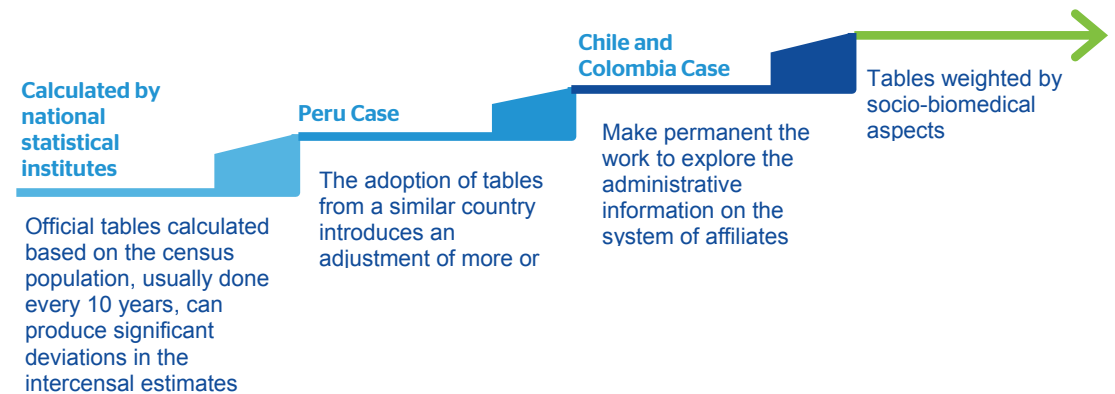 Calculated by
national
statistical
institutes
Official tables calculated
based on the census
population, usually done
every 10 years, can
produce significant
deviations in the
intercensal estimates
Peru Case
The adoption of tables
from a similar country
introduces an
adjustment of more or
Chile and
Colombia Case
Make permanent the
work to explore the
administrative
information on the
system of affiliates
Tables weighted by
socio-biomedical
aspects